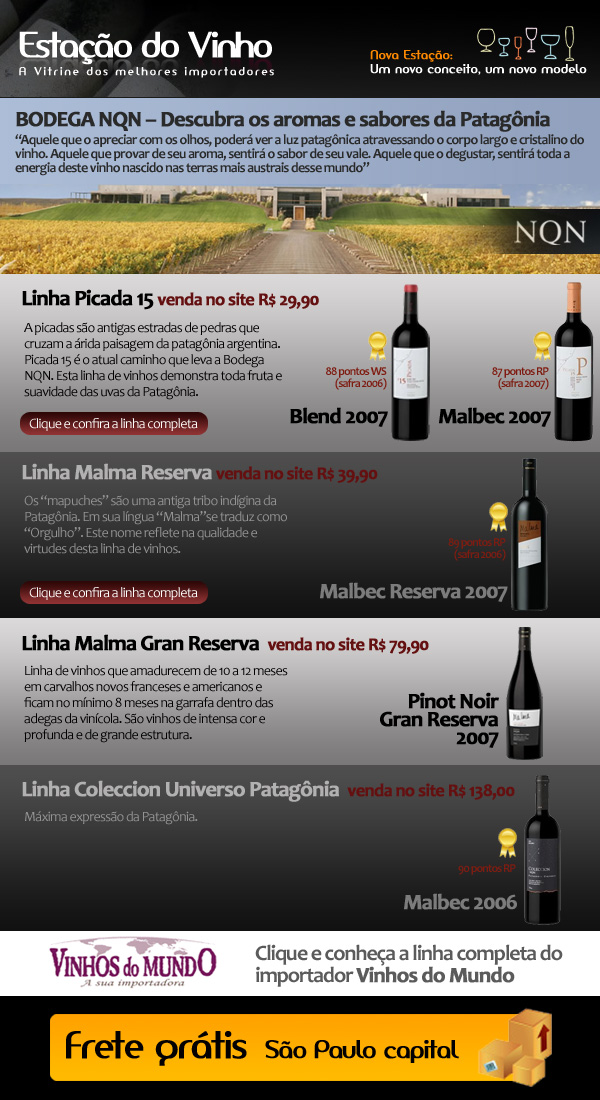 Estação do Vinho
A Vitrine dos melhores importadores
Nova Estação:
Um novo conceito, um novo modelo
BODEGA NQN – Descubra os aromas e sabores da Patagônia
“Aquele que o apreciar com os olhos, poderá ver a luz patagônica atravessando o corpo largo e cristalino do
vinho. Aquele que provar de seu aroma, sentirá o sabor de seu vale. Aquele que o degustar, sentirá toda a
energia deste vinho nascido nas terras mais austrais desse mundo”
NQN
Linha Picada 15 venda no site R$ 29,90
A picadas são antigas estradas de pedras que
cruzam a árida paisagem da patagônia argentina.
Picada 15 é o atual caminho que leva a Bodega
NQN. Esta linha de vinhos demonstra toda fruta e
suavidade das uvas da Patagônia.
Clique e confira a linha completa
88 pontos WS
(safra 2006)
Blend 2007
87 pontos RP
(safra 2007)
Malbec 2007
Linha Malma Reserva venda no site R$ 39,90
Os “mapuches” são uma antiga tribo indígina da
Patagônia. Em sua língua “Malma”se traduz como
“Orgulho”. Este nome reflete na qualidade e
virtudes desta linha de vinhos.
Clique e confira a linha completa
89 pontos RP
(safra 2006)
Malbec Reserva 2007
Linha Malma Gran Reserva venda no site R$ 79,90
Linha de vinhos que amadurecem de 10 a 12 meses
em carvalhos novos franceses e americanos e
ficam no mínimo 8 meses na garrafa dentro das
adegas da vinícola. São vinhos de intensa cor e
profunda e de grande estrutura.
Pinot Noir
Gran Reserva
2007
Linha Coleccion Universo Patagônia venda no site R$ 138,00
Máxima expressão da Patagônia.
90 pontos RP
Malbec 2006
VINHOS do MUNDO
A sua importadora
Clique e conheça a linha completa do
importador Vinhos do Mundo
Frete grátis São Paulo capital